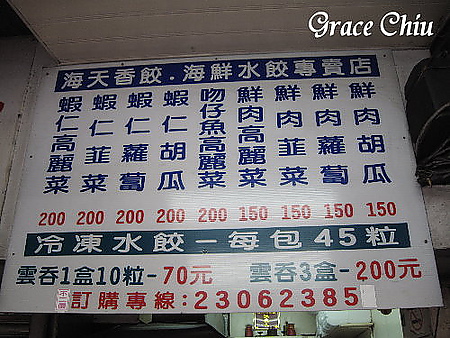 Grace Chiu
海天香餃．海鮮水餃專賣店
蝦仁高麗菜
蝦仁韮菜
蝦仁蘿蔔
蝦仁胡瓜
吻仔魚高麗菜
鮮肉高麗菜
鮮肉韮菜
鮮肉蘿蔔
鮮肉胡瓜
200 200 200 200 200 150 150 150 150
冷凍水餃－每包45粒
雲吞1盒10粒-70元 雲吞3盒-200元
訂購專線:23062385